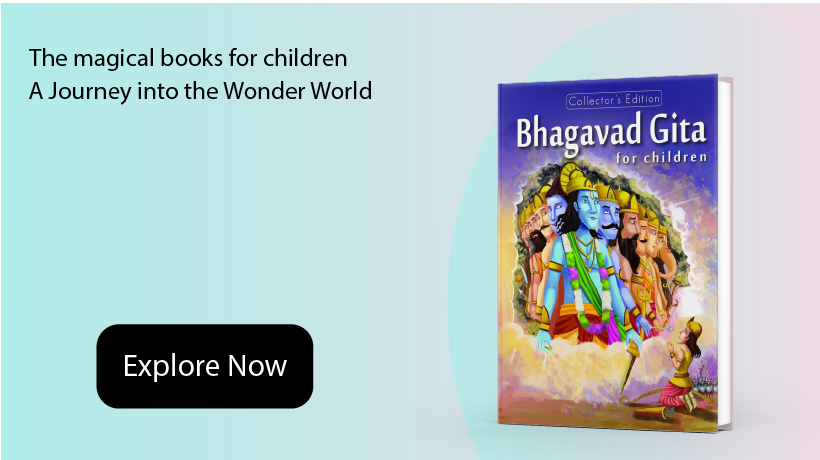 The magical books for children
A Journey into the Wonder World
Collector's Edition
Bhagavad Gita
for children
Explore Now